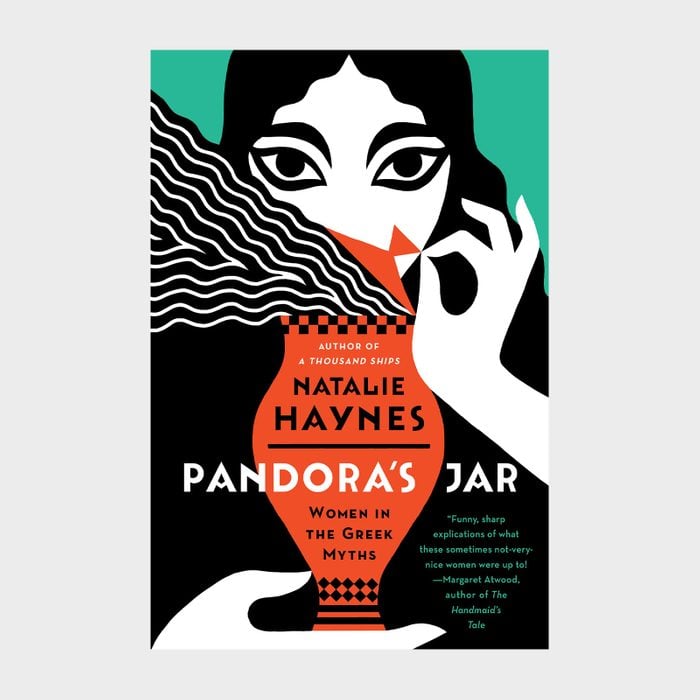 AUTHOR OF
A THOUSAND SHIPS
NATALIE
HAYNES
PANDORA'S JAR
WOMEN IN
THE GREEK
MYTHS
"Funny, sharp
explications of what
these sometimes not-very-
nice women were up to!
—Margaret Atwood,
author of The
Handmaid's
Tale